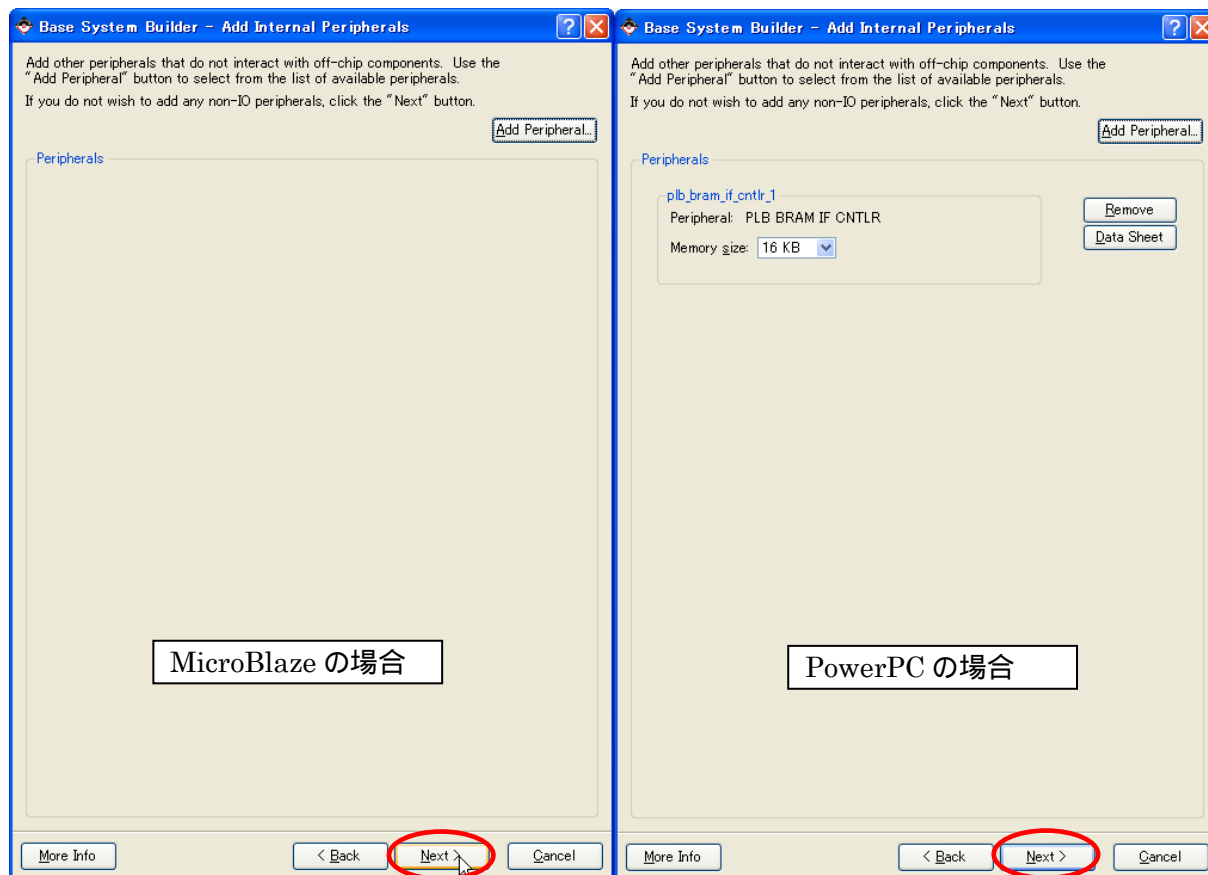 Base System Builder - Add Internal Peripherals
Add other peripherals that do not interact with off-chip components. Use the
"Add Peripheral" button to select from the list of available peripherals.
If you do not wish to add any non-IO peripherals, click the "Next" button.
Add Peripheral...
Peripherals
MicroBlaze の場合
More Info
< Back
Next >
Cancel
Base System Builder - Add Internal Peripherals
Add other peripherals that do not interact with off-chip components. Use the
"Add Peripheral" button to select from the list of available peripherals.
If you do not wish to add any non-IO peripherals, click the "Next" button.
Add Peripheral...
Peripherals
plb_bram_if_cntlr_1
Peripheral: PLB BRAM IF CNTLR
Memory size: 16 KB
Remove
Data Sheet
PowerPC の場合
More Info
< Back
Next >
Cancel